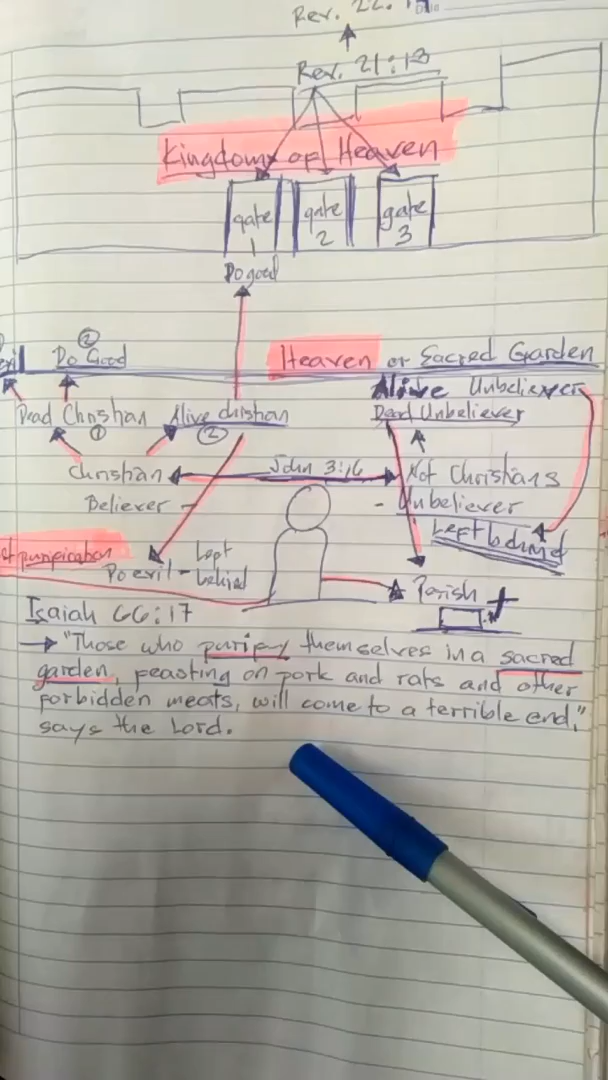 Rev. 22:
Rev. 21:13
Kingdom of Heaven
gate 1
gate 2
gate 3
Do good
②
Do Good
Heaven or Sacred Garden
Alive Unbeliever
Dead Christian
①
Alive christian
②
Dead Unbeliever
Christian
John 3:16
Not Christians
Believer -
- Unbeliever
Left behind
purification
Do evil - Left behind
Perish
Isaiah 66:17
"Those who purify themselves in a sacred
garden, feasting on pork and rats and other
forbidden meats, will come to a terrible end,"
says the Lord.